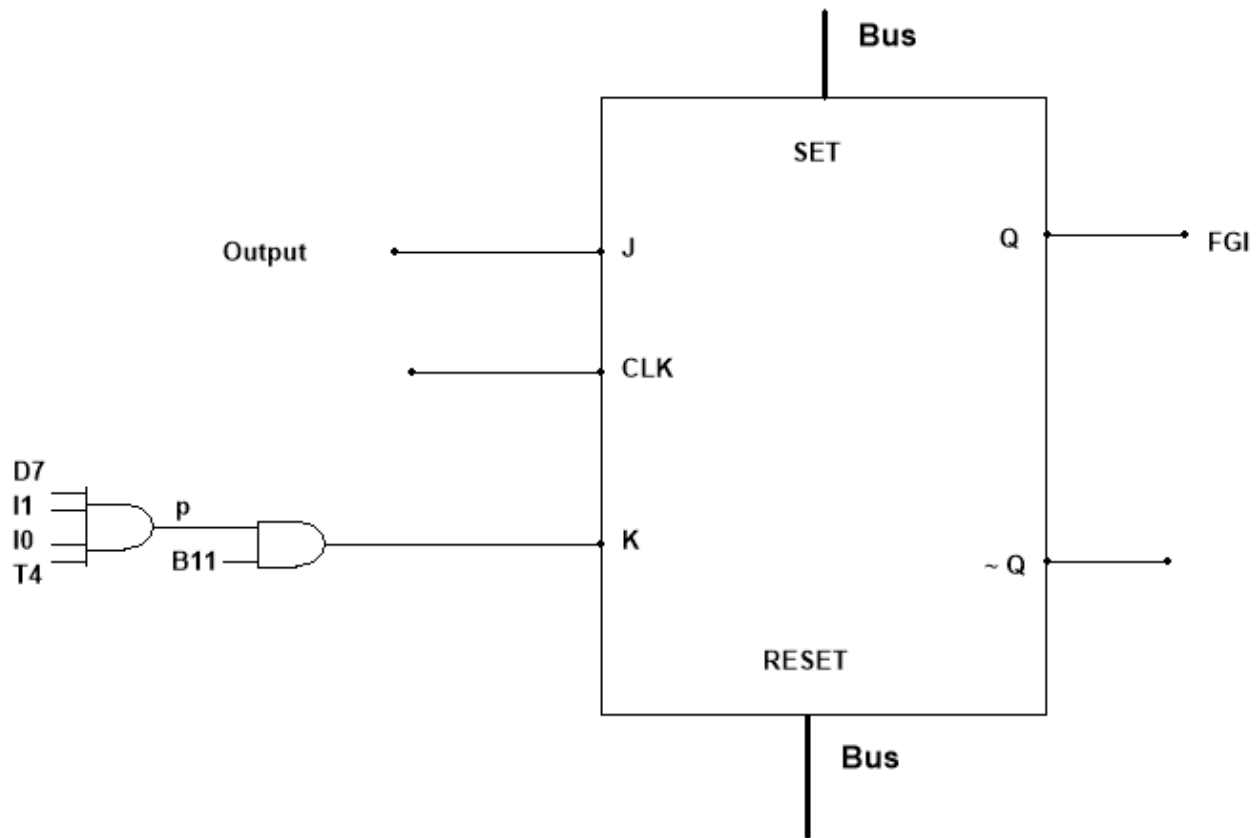 Bus
SET
Output
J
Q
FGI
CLK
D7
I1
I0
T4
p
B11
K
~ Q
RESET
Bus